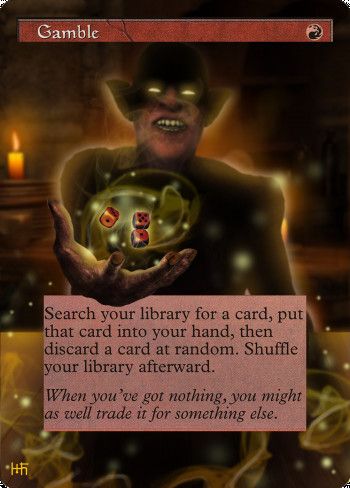 Gamble
Search your library for a card, put
that card into your hand, then
discard a card at random. Shuffle
your library afterward.
When you've got nothing, you might
as well trade it for something else.